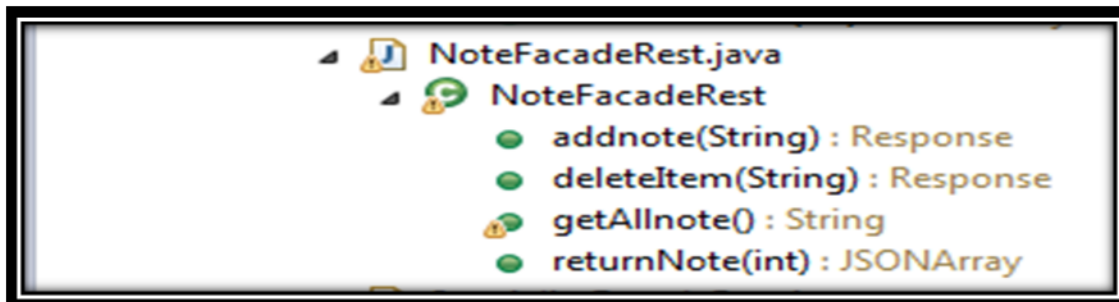 NoteFacadeRest.java
NoteFacadeRest
addnote(String) : Response
deleteItem(String) : Response
getAllnote() : String
returnNote(int) : JSONArray